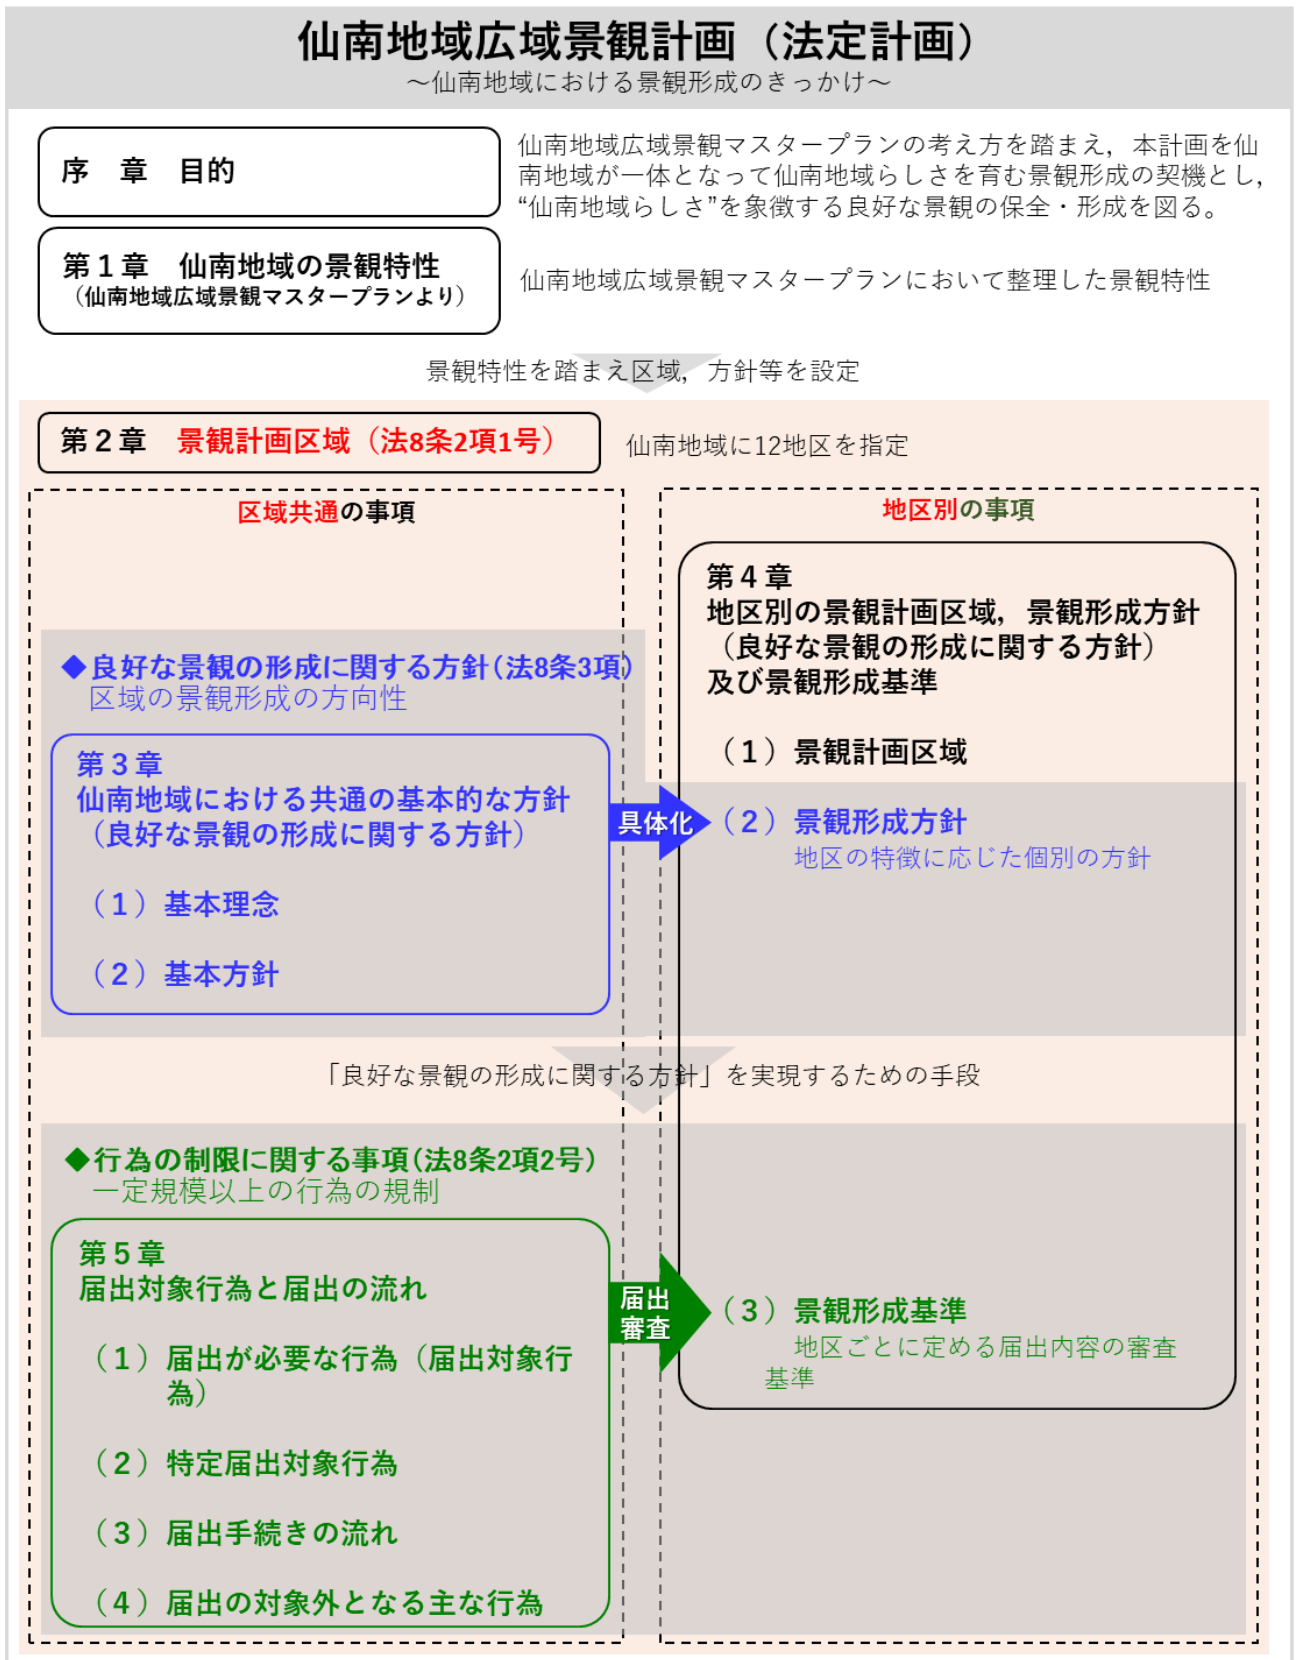 仙南地域広域景観計画（法定計画）
～仙南地域における景観形成のきっかけ～
序　章　目的
仙南地域広域景観マスタープランの考え方を踏まえ，本計画を仙
南地域が一体となって仙南地域らしさを育む景観形成の契機とし，
“仙南地域らしさ”を象徴する良好な景観の保全・形成を図る。
第１章　仙南地域の景観特性
（仙南地域広域景観マスタープランより）
仙南地域広域景観マスタープランにおいて整理した景観特性
景観特性を踏まえ区域，方針等を設定
第２章　景観計画区域（法8条2項1号）
仙南地域に12地区を指定
区域共通の事項
◆良好な景観の形成に関する方針（法8条3項）
区域の景観形成の方向性
第３章
仙南地域における共通の基本的な方針
（良好な景観の形成に関する方針）
（１）基本理念
（２）基本方針
具体化
地区別の事項
第４章
地区別の景観計画区域，景観形成方針
（良好な景観の形成に関する方針）
及び景観形成基準
（１）景観計画区域
（２）景観形成方針
地区の特徴に応じた個別の方針
「良好な景観の形成に関する方針」を実現するための手段
◆行為の制限に関する事項（法8条2項2号）
一定規模以上の行為の規制
第５章
届出対象行為と届出の流れ
（１）届出が必要な行為（届出対象行
為）
（２）特定届出対象行為
（３）届出手続きの流れ
（４）届出の対象外となる主な行為
届出
審査
（３）景観形成基準
地区ごとに定める届出内容の審査
基準